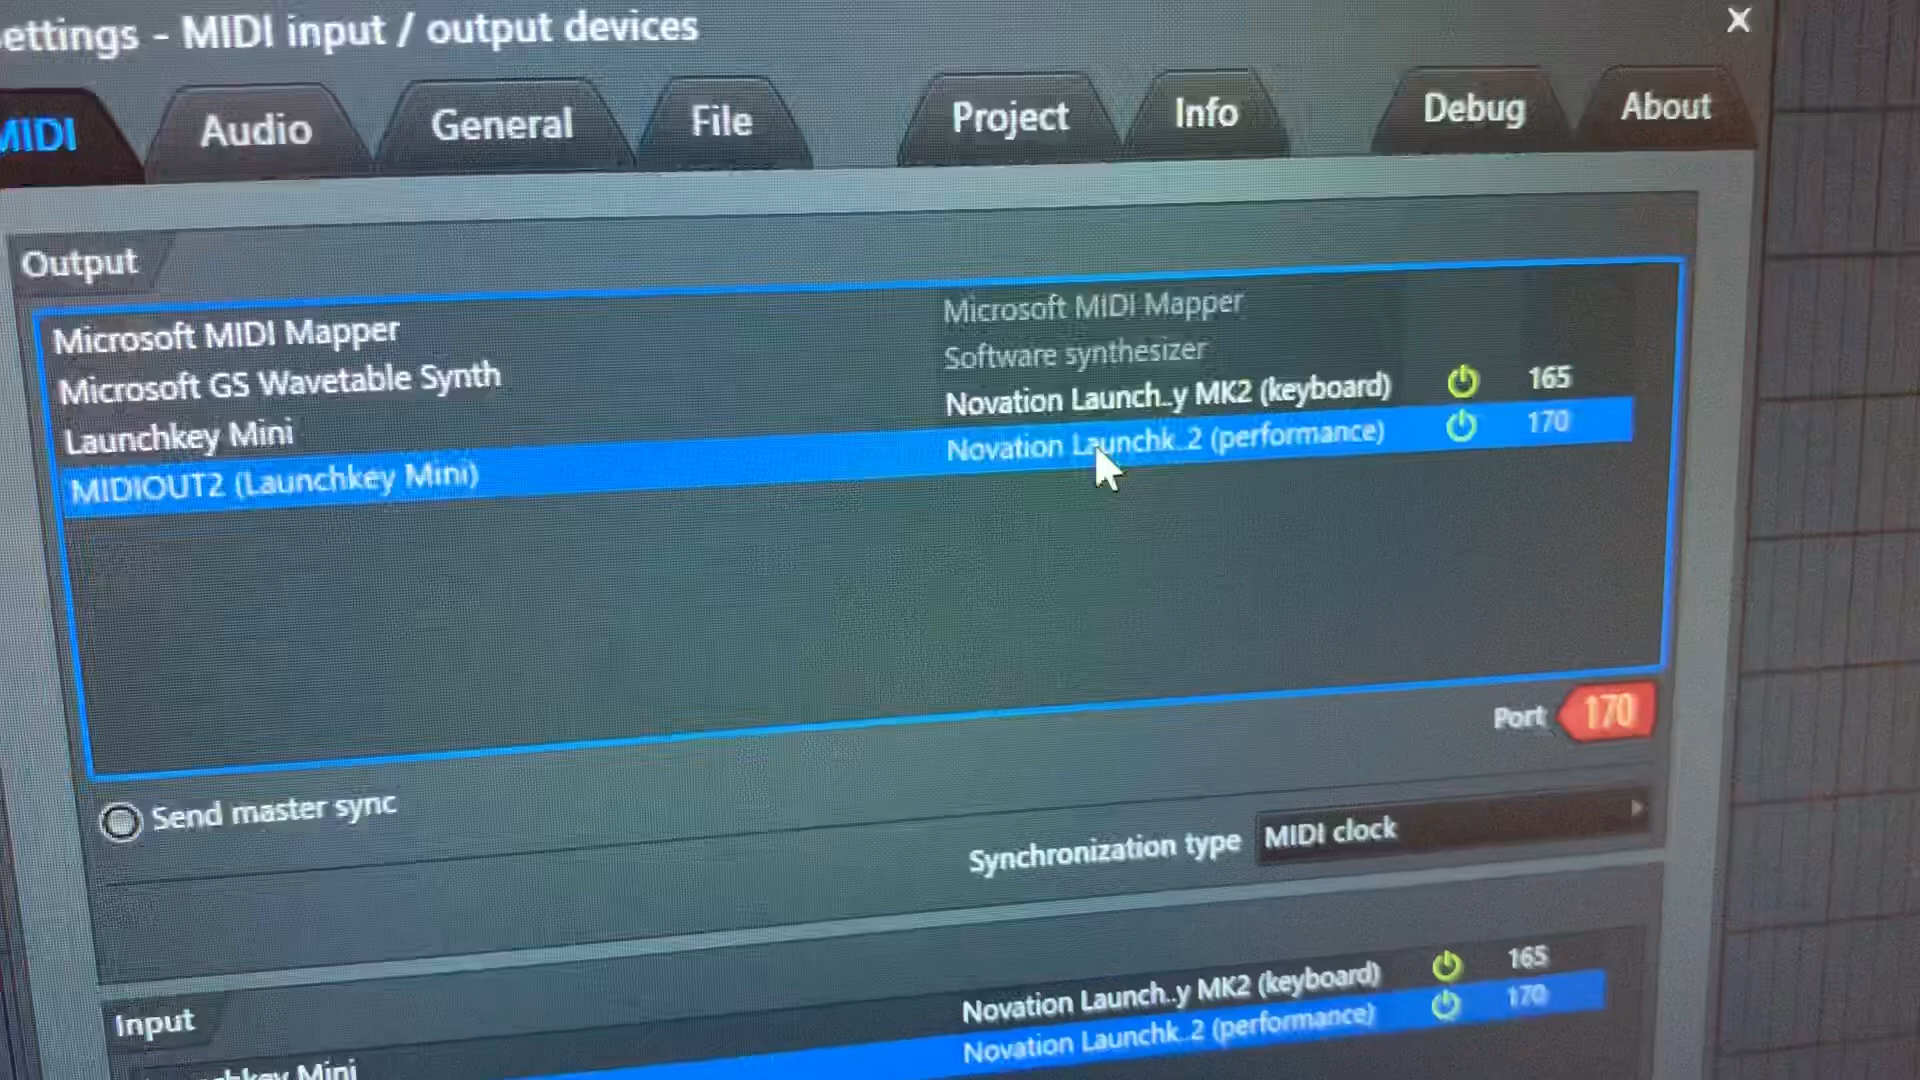 ettings - MIDI input / output devices
MIDI Audio General File Project Info Debug About
Output
Microsoft MIDI Mapper Microsoft MIDI Mapper
Microsoft GS Wavetable Synth Software synthesizer
Launchkey Mini Novation Launch..y MK2 (keyboard) 165
MIDIOUT2 (Launchkey Mini) Novation Launchk..2 (performance) 170
Port 170
Send master sync
Synchronization type MIDI clock
Input
Novation Launch..y MK2 (keyboard) 165
chkey Mini Novation Launchk..2 (performance) 170